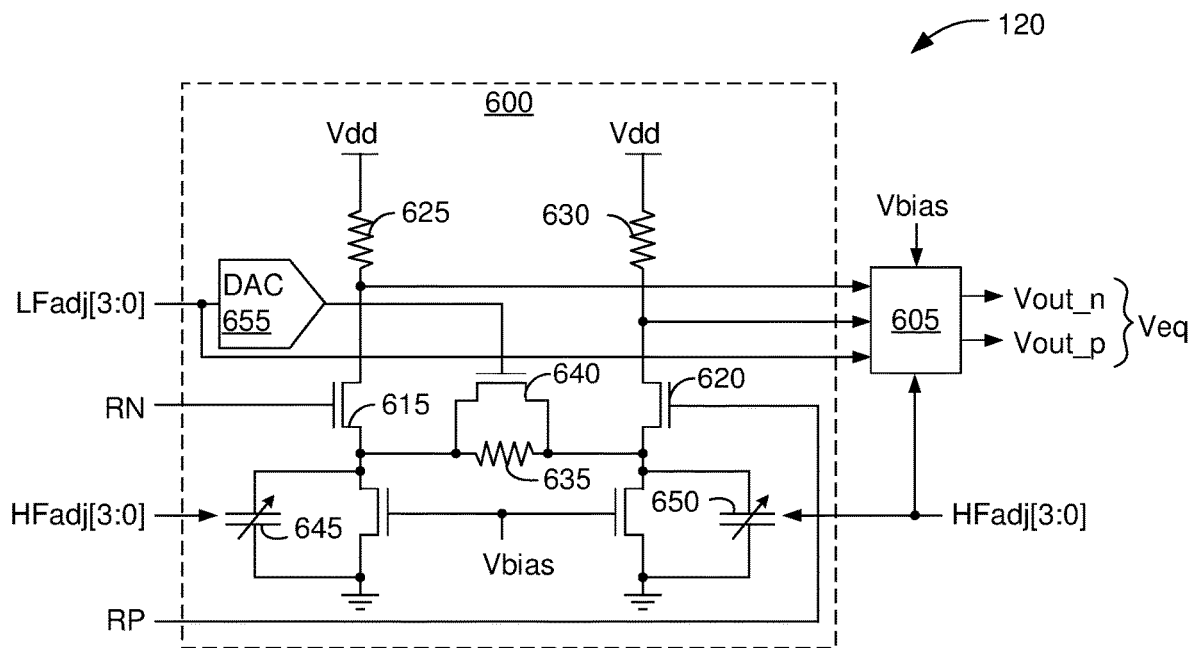 120
600
Vdd
Vdd
625
630
Vbias
LFadj[3:0]
DAC
655
605
Vout_n
Vout_p
Veq
640
620
RN
615
635
HFadj[3:0]
645
Vbias
650
HFadj[3:0]
RP